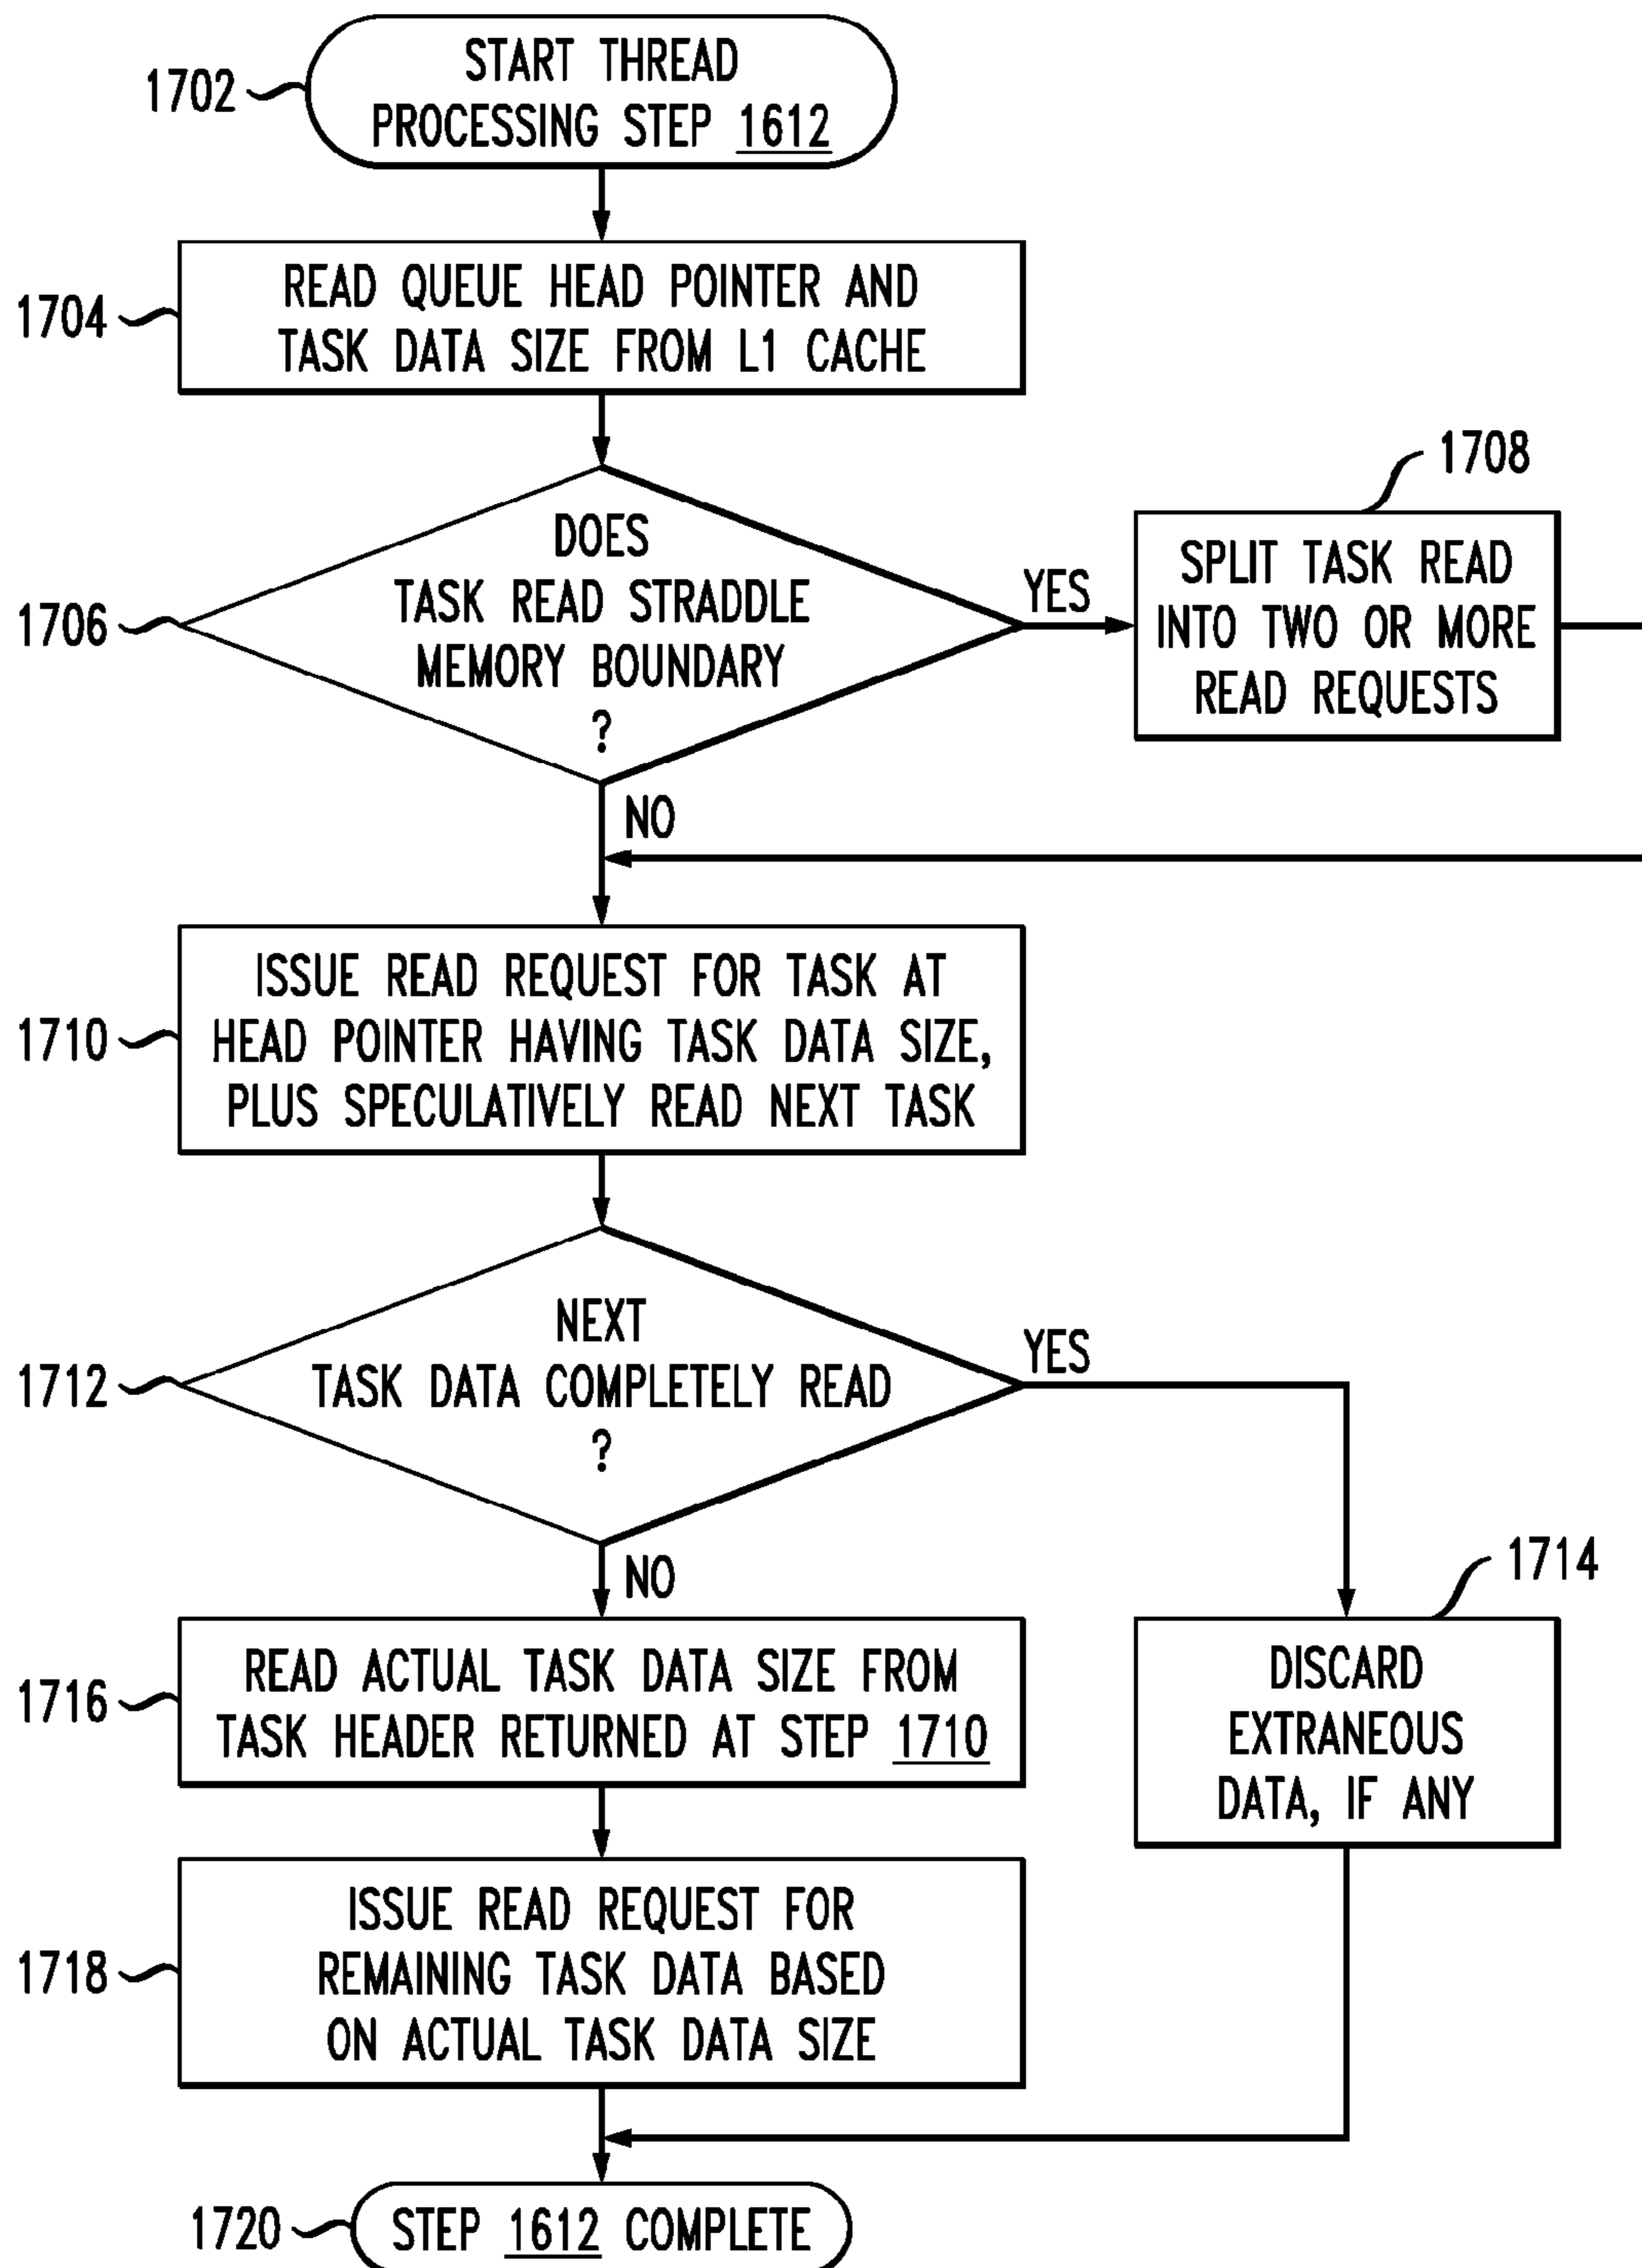 1702
START THREAD
PROCESSING STEP 1612
1704
READ QUEUE HEAD POINTER AND
TASK DATA SIZE FROM L1 CACHE
1706
DOES
TASK READ STRADDLE
MEMORY BOUNDARY
?
YES
1708
SPLIT TASK READ
INTO TWO OR MORE
READ REQUESTS
NO
1710
ISSUE READ REQUEST FOR TASK AT
HEAD POINTER HAVING TASK DATA SIZE,
PLUS SPECULATIVELY READ NEXT TASK
1712
NEXT
TASK DATA COMPLETELY READ
?
YES
1714
DISCARD
EXTRANEOUS
DATA, IF ANY
NO
1716
READ ACTUAL TASK DATA SIZE FROM
TASK HEADER RETURNED AT STEP 1710
1718
ISSUE READ REQUEST FOR
REMAINING TASK DATA BASED
ON ACTUAL TASK DATA SIZE
1720
STEP 1612 COMPLETE